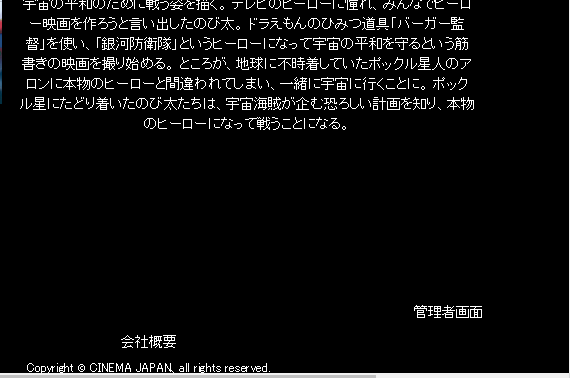 宇宙の平和のために戦う姿を描く。テレビのヒーローに憧れ、みんなでヒーロ
ー映画を作ろうと言い出したのび太。ドラえもんのひみつ道具「バーガー監
督」を使い、「銀河防衛隊」というヒーローになって宇宙の平和を守るという筋
書きの映画を撮り始める。ところが、地球に不時着していたポックル星人のア
ロンに本物のヒーローと間違われてしまい、一緒に宇宙に行くことに。ポック
ル星にたどり着いたのび太たちは、宇宙海賊が企む恐ろしい計画を知り、本物
のヒーローになって戦うことになる。
管理者画面
会社概要
Copyright © CINEMA JAPAN, all rights reserved.